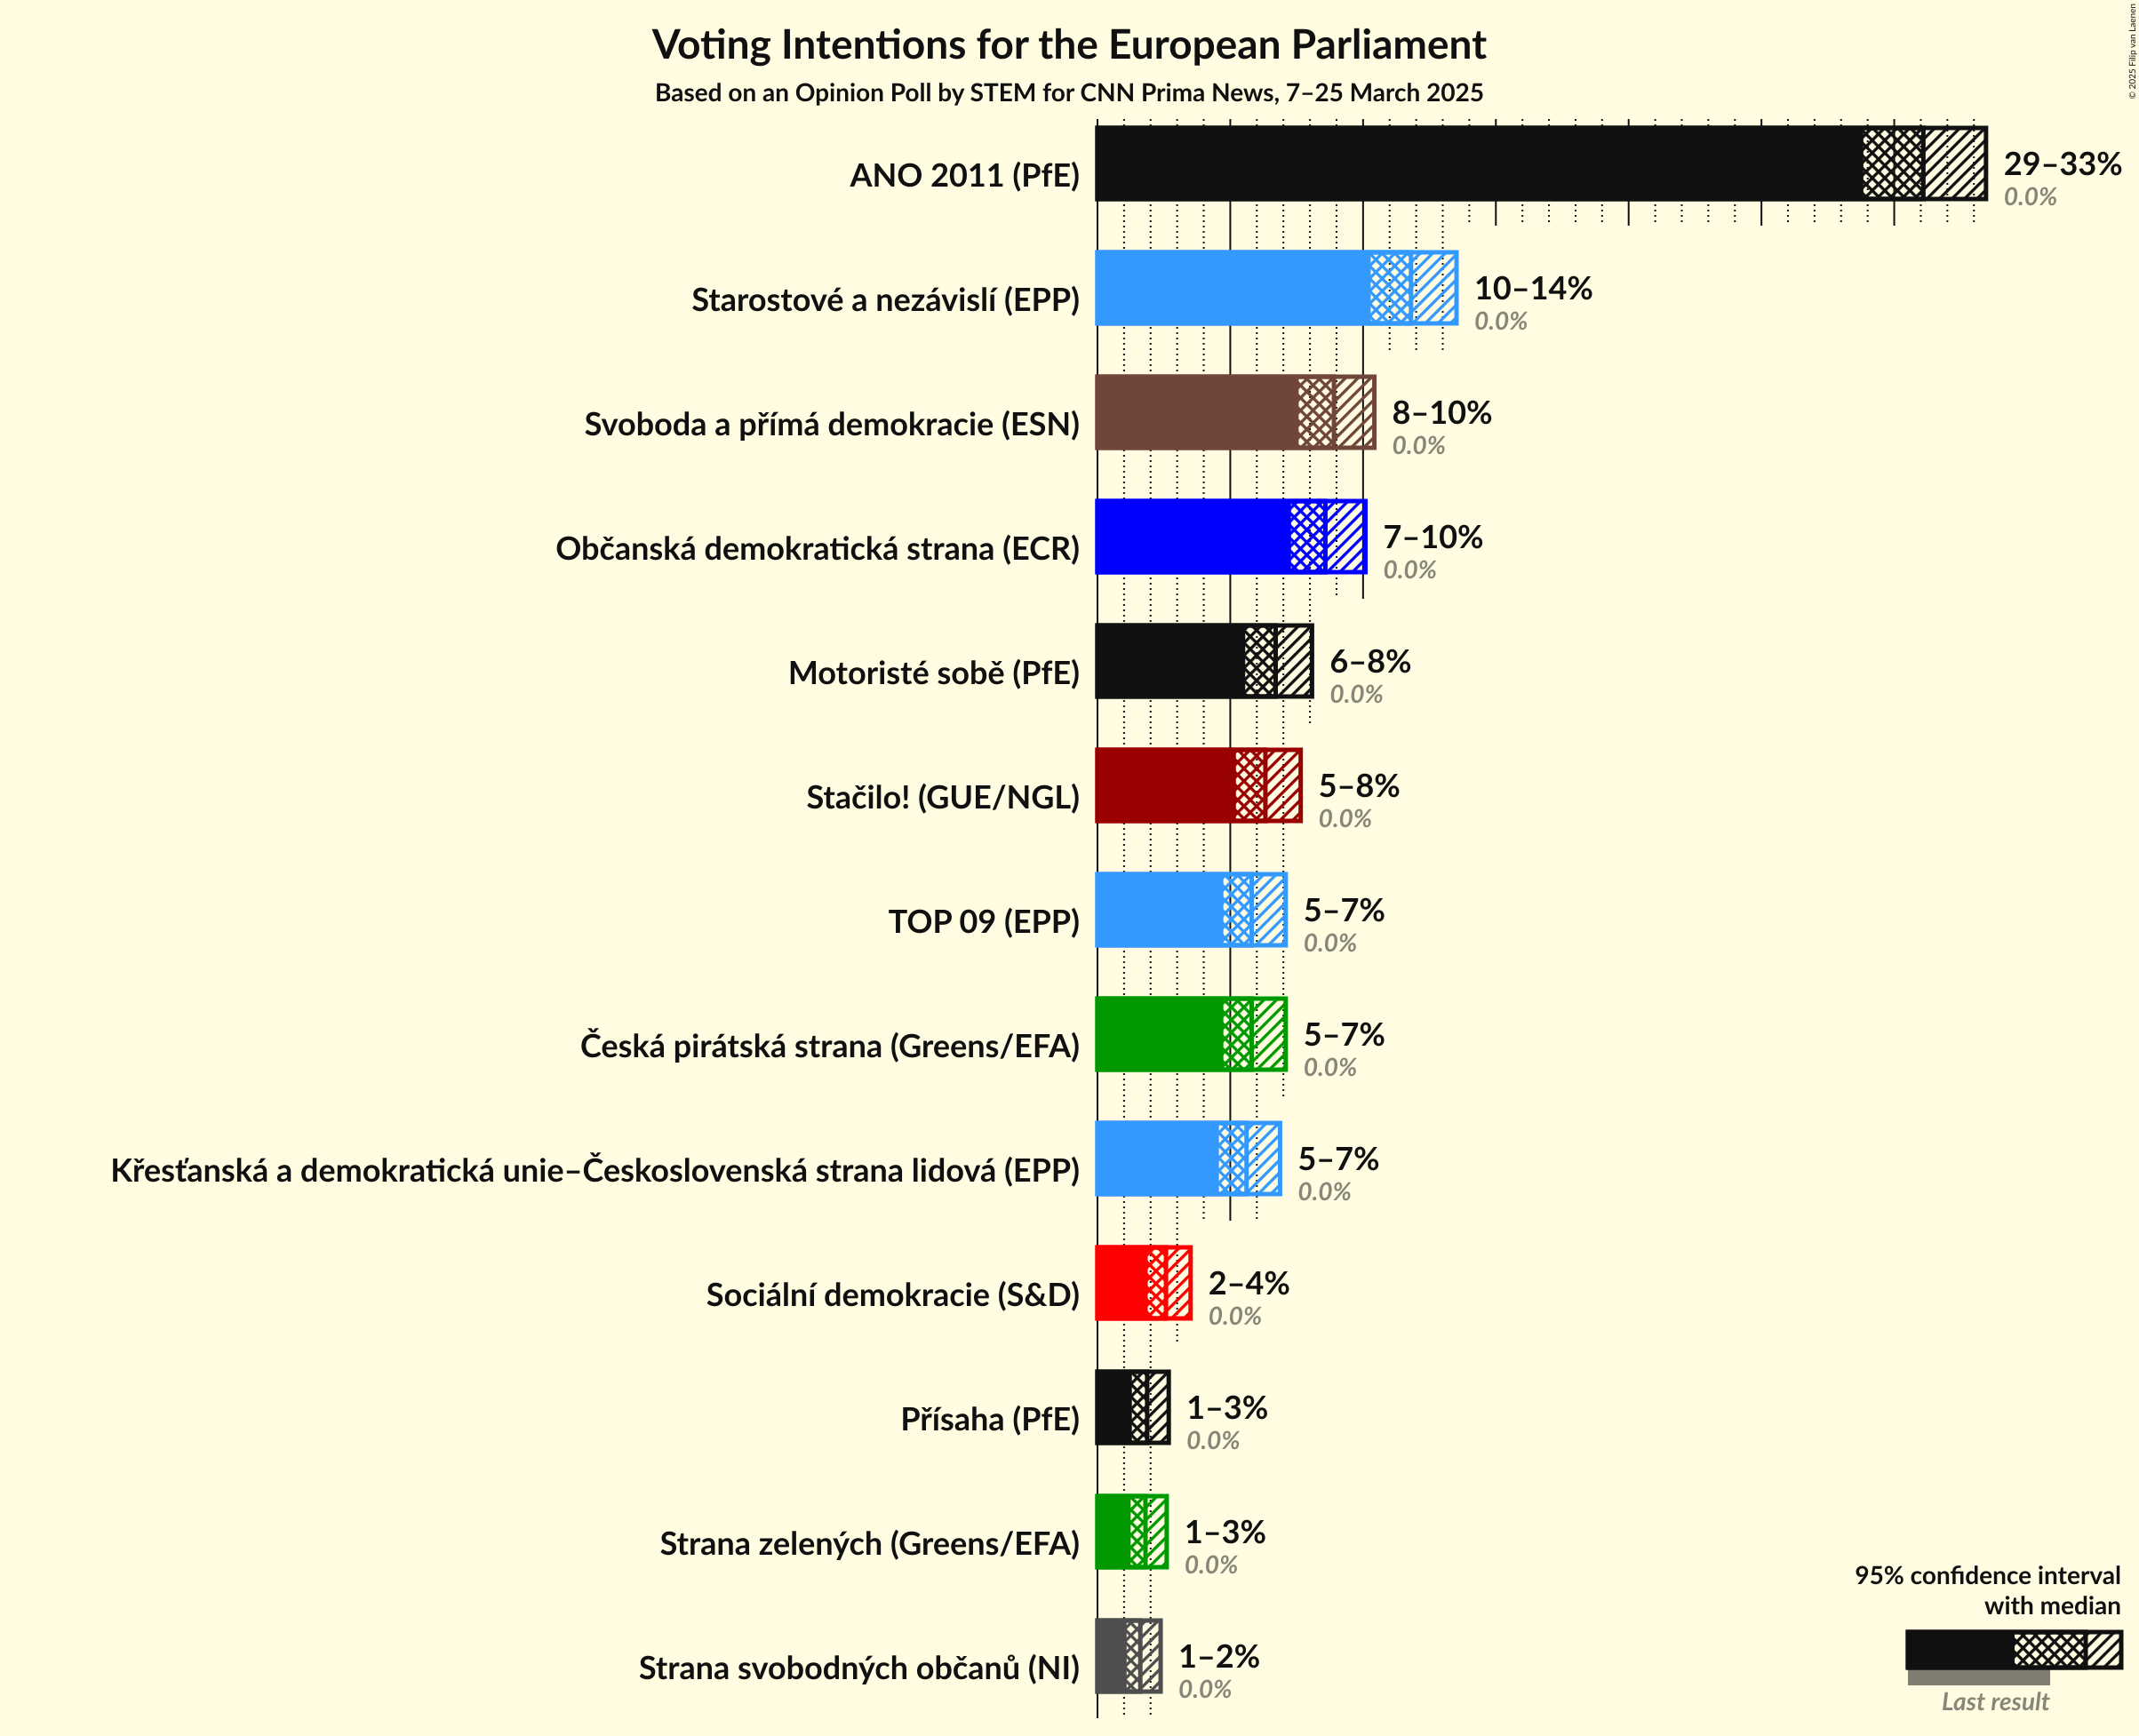 Voting Intentions for the European Parliament
Based on an Opinion Poll by STEM for CNN Prima News, 7–25 March 2025
© 2025 Filip van Laenen
ANO 2011 (PfE)
29–33%
0.0%
Starostové a nezávislí (EPP)
10–14%
0.0%
Svoboda a přímá demokracie (ESN)
8–10%
0.0%
Občanská demokratická strana (ECR)
7–10%
0.0%
Motoristé sobě (PfE)
6–8%
0.0%
Stačilo! (GUE/NGL)
5–8%
0.0%
TOP 09 (EPP)
5–7%
0.0%
Česká pirátská strana (Greens/EFA)
5–7%
0.0%
Křesťanská a demokratická unie–Československá strana lidová (EPP)
5–7%
0.0%
Sociální demokracie (S&D)
2–4%
0.0%
Přísaha (PfE)
1–3%
0.0%
Strana zelených (Greens/EFA)
1–3%
0.0%
Strana svobodných občanů (NI)
1–2%
0.0%
95% confidence interval
with median
Last result